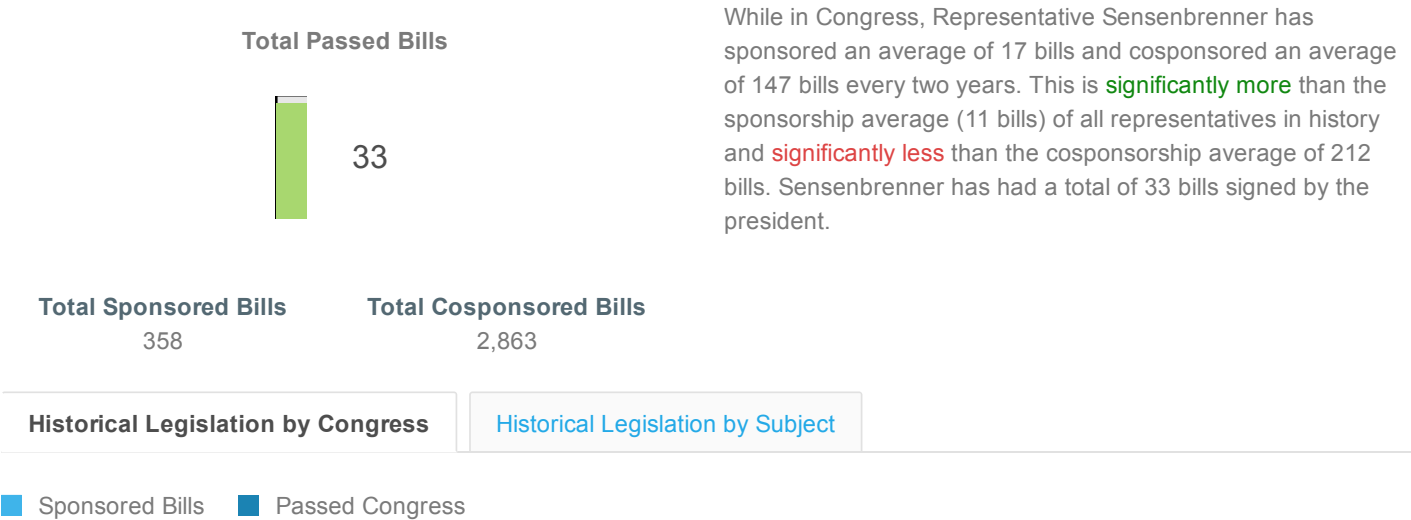 Total Passed Bills
33
While in Congress, Representative Sensenbrenner has
sponsored an average of 17 bills and cosponsored an average
of 147 bills every two years. This is significantly more than the
sponsorship average (11 bills) of all representatives in history
and significantly less than the cosponsorship average of 212
bills. Sensenbrenner has had a total of 33 bills signed by the
president.
Total Sponsored Bills
358
Total Cosponsored Bills
2,863
Historical Legislation by Congress
Historical Legislation by Subject
Sponsored Bills
Passed Congress